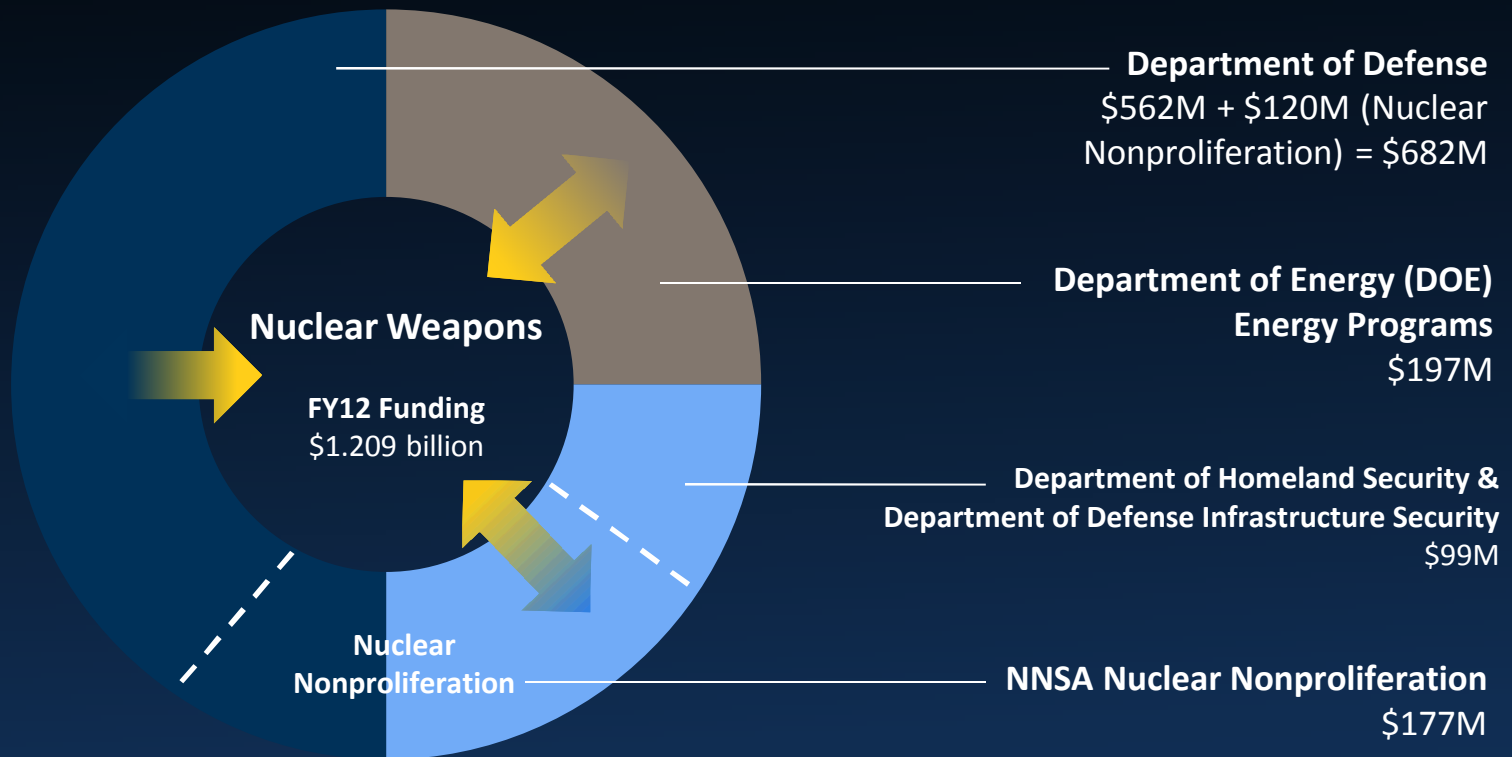 Department of Defense
$562M + $120M (Nuclear
Nonproliferation) = $682M
Department of Energy (DOE)
Energy Programs
$197M
Nuclear Weapons
FY12 Funding
$1.209 billion
Department of Homeland Security &
Department of Defense Infrastructure Security
$99M
Nuclear
Nonproliferation
NNSA Nuclear Nonproliferation
$177M